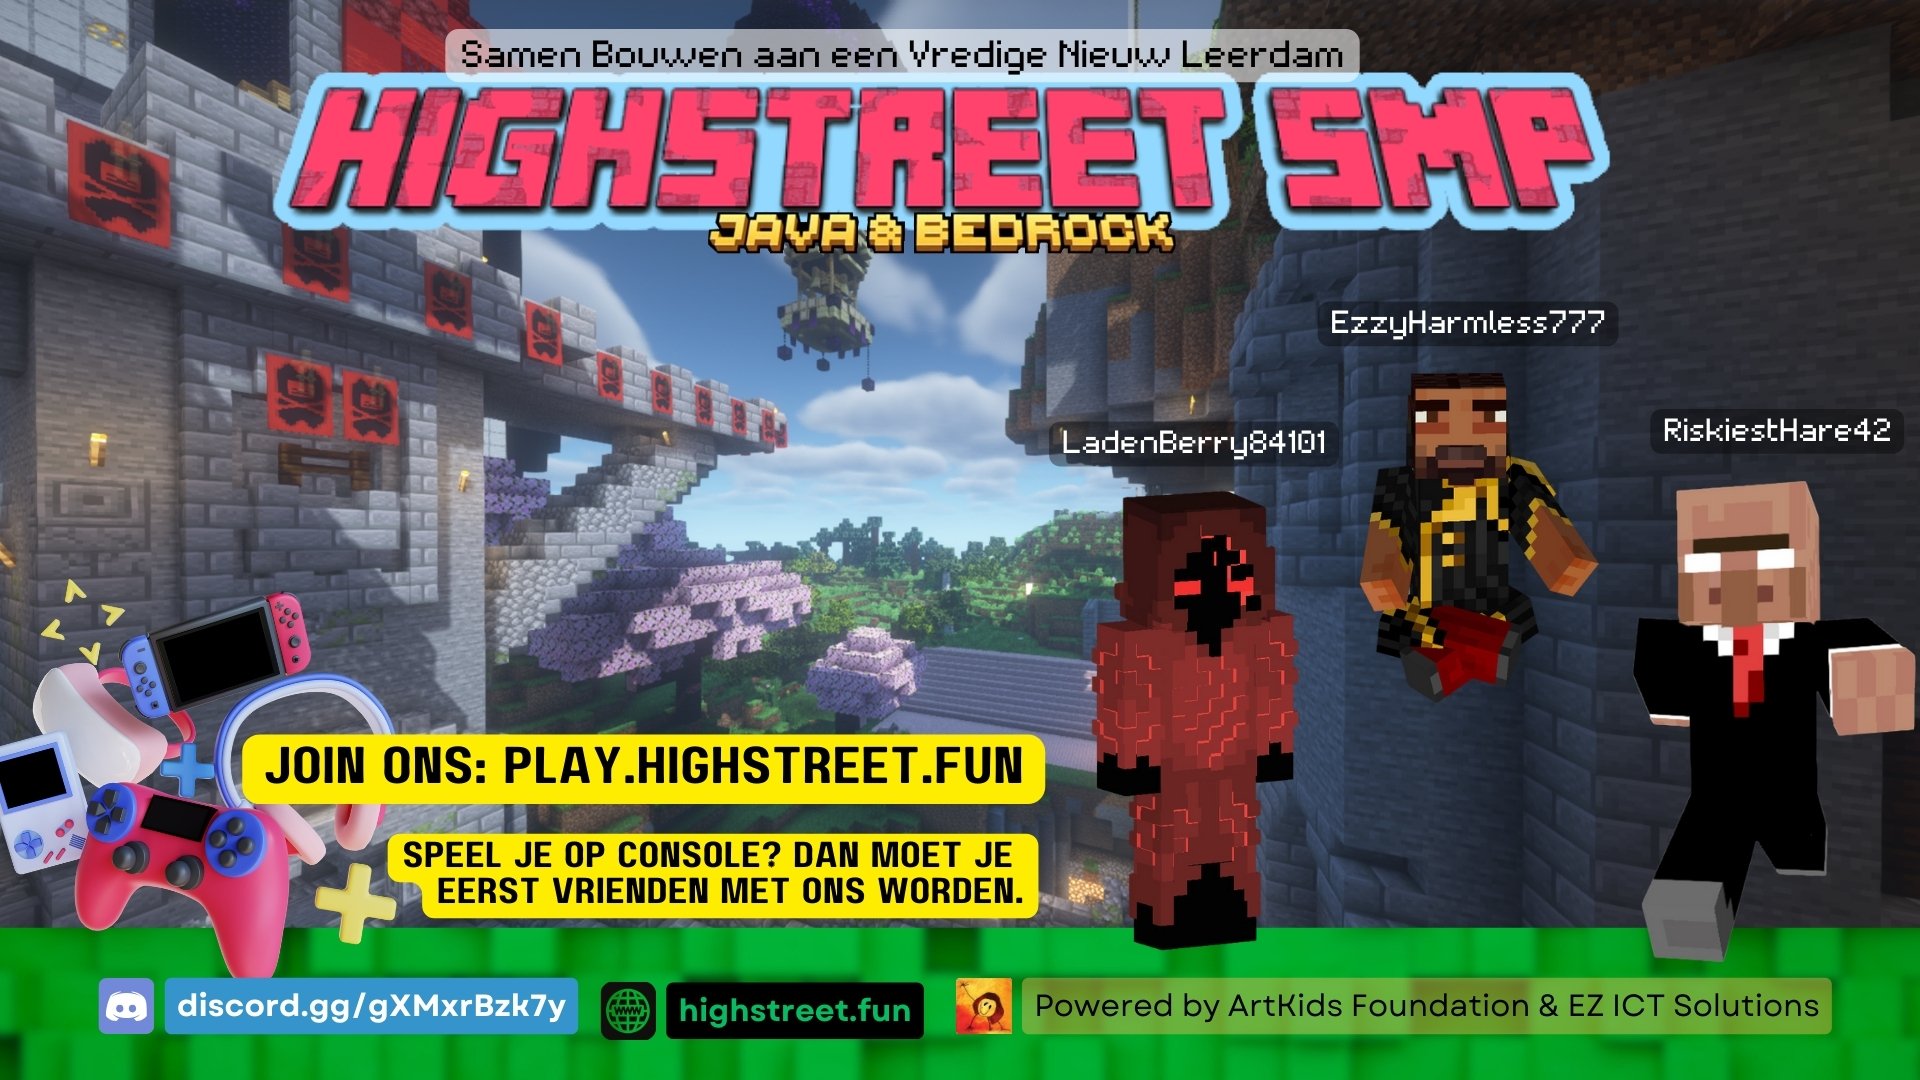 Samen Bouwen aan een Vredige Nieuw Leerdam
HIGHSTREET SMP
JAVA & BEDROCK
EzzyHarmless777
RiskiestHare42
LadenBerry84101
JOIN ONS: PLAY.HIGHSTREET.FUN
SPEEL JE OP CONSOLE? DAN MOET JE
EERST VRIENDEN MET ONS WORDEN.
discord.gg/gXMxrBzk7y
WWW
highstreet.fun
Powered by ArtKids Foundation & EZ ICT Solutions